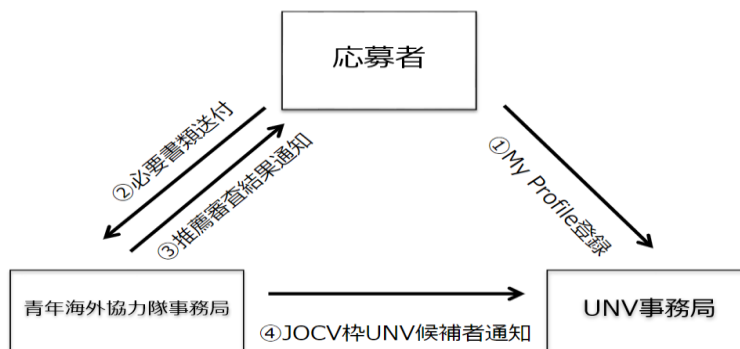 応募者
②必要書類送付
③推薦審査結果通知
①My Profile登録
青年海外協力隊事務局
UNV事務局
④JOCV枠UNV候補者通知